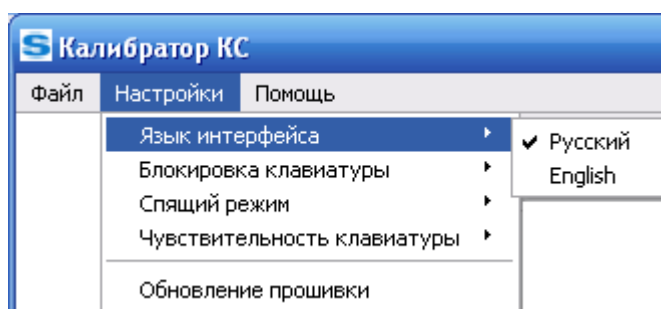 S Калибратор КС
Файл Настройки Помощь
Язык интерфейса
Русский
English
Блокировка клавиатуры
Спящий режим
Чувствительность клавиатуры
Обновление прошивки